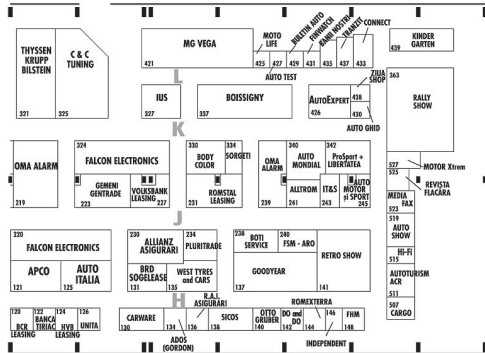 THYSSEN
KRUPP
BILSTEIN
321
C & C
TUNING
325
MG VEGA
421
MOTO
LIFE
425
AUTO TEST
427
BULETIN AUTO
429
FINWATCH
431
BANII NOSTRI
435
TRANZIT
437
CONNECT
433
439
KINDER
GARTEN
L
IUS
327
BOISSIGNY
337
AUTOEXPERT
426
ZIUA
SHOP
428
430
AUTO GHID
363
RALLY
SHOW
K
OMA ALARM
219
324
FALCON ELECTRONICS
GEMENI
GENTRADE
223
VOLKSBANK
LEASING
227
330
BODY
COLOR
334
SORGETI
231
ROMSTAL
LEASING
OMA
ALARM
239
340
AUTO
MONDIAL
342
ProSport +
LIBERTATEA
ALLTROM
241
IT&S
243
AUTO
MOTOR
şi SPORT
245
527
MOTOR Xtrem
525
REVISTA
FLACĂRA
MEDIA
FAX
523
519
AUTO
SHOW
Hi-Fi
515
AUTOTURISM
ACR
511
507
CARGO
J
220
FALCON ELECTRONICS
APCO
121
AUTO
ITALIA
125
230
ALLIANZ
ASIGURARI
234
PLURITRADE
BRD
SOGELEASE
131
WEST TYRES
and CARS
135
238
BOTI
SERVICE
240
FSM - ARO
GOODYEAR
137
RETRO SHOW
141
H
120
BCR
LEASING
122
BANCA
TIRIAC
124
HVB
LEASING
126
UNITA
CARWARE
130
134
ADOS
(GORDON)
R.A.I.
ASIGURARI
136
SICOS
138
OTTO
GRUBER
140
DO and
DO
142
ROMEXTERRA
144
146
INDEPENDENT
FHM
148